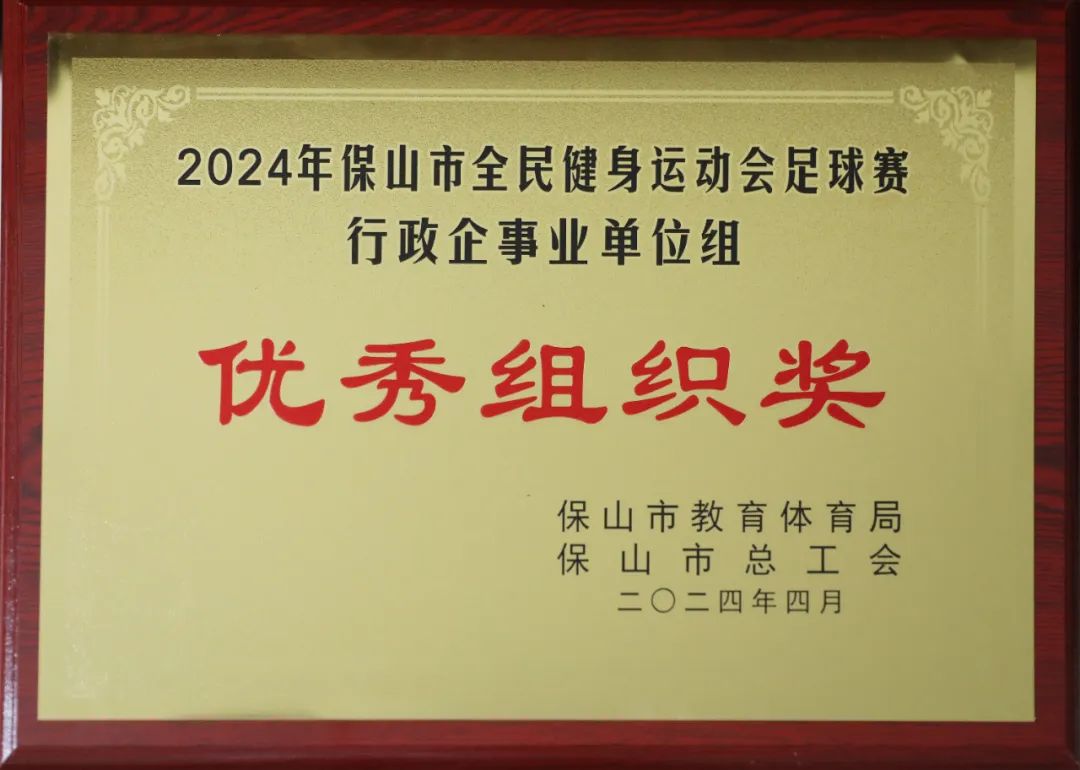 2024年保山市全民健身运动会足球赛
行政企事业单位组
优秀组织奖
保山市教育体育局
保山市总工会
二〇二四年四月